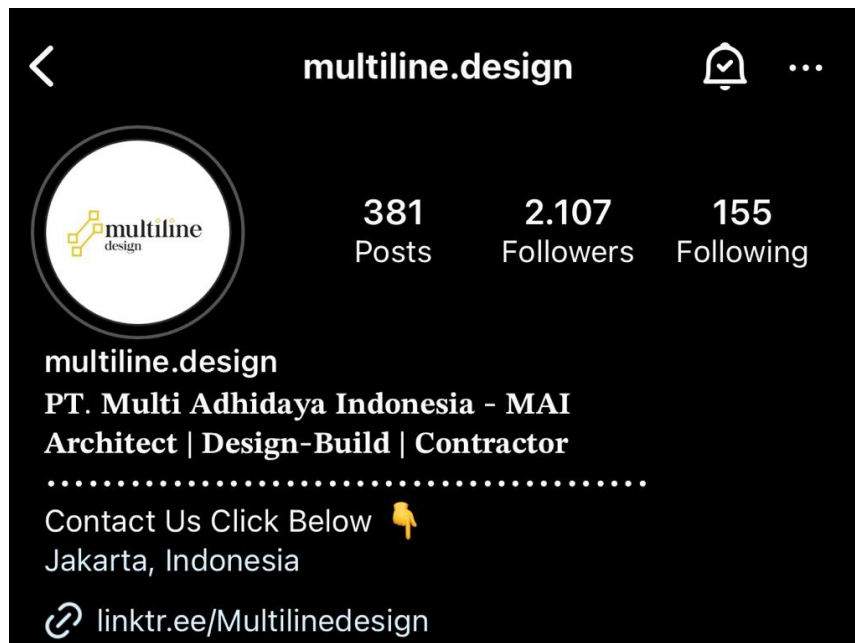 multiline.design
multiline
design
381
2.107
155
Posts
Followers
Following
multiline.design
PT. Multi Adhidaya Indonesia - MAI
Architect | Design-Build | Contractor
...........................................
Contact Us Click Below 👇
Jakarta, Indonesia
linktr.ee/Multilinedesign